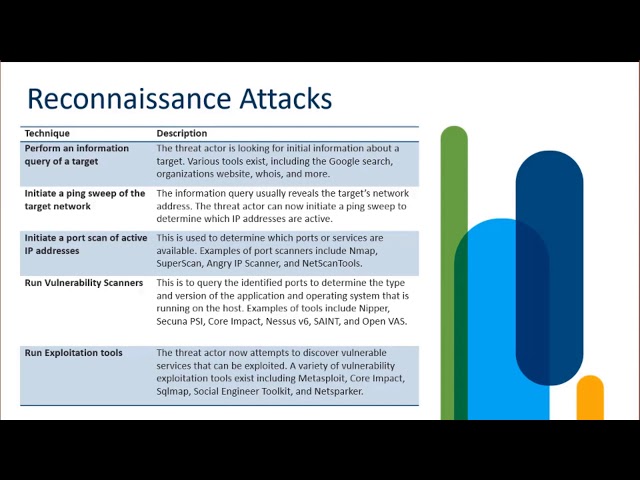 Reconnaissance Attacks
Technique Description
Perform an information query of a target
The threat actor is looking for initial information about a
target. Various tools exist, including the Google search,
organizations website, whois, and more.
Initiate a ping sweep of the target network
The information query usually reveals the target's network
address. The threat actor can now initiate a ping sweep to
determine which IP addresses are active.
Initiate a port scan of active IP addresses
This is used to determine which ports or services are
available. Examples of port scanners include Nmap,
SuperScan, Angry IP Scanner, and NetScanTools.
Run Vulnerability Scanners
This is to query the identified ports to determine the type
and version of the application and operating system that is
running on the host. Examples of tools include Nipper,
Secuna PSI, Core Impact, Nessus v6, SAINT, and Open VAS.
Run Exploitation tools
The threat actor now attempts to discover vulnerable
services that can be exploited. A variety of vulnerability
exploitation tools exist including Metasploit, Core Impact,
Sqlmap, Social Engineer Toolkit, and Netsparker.